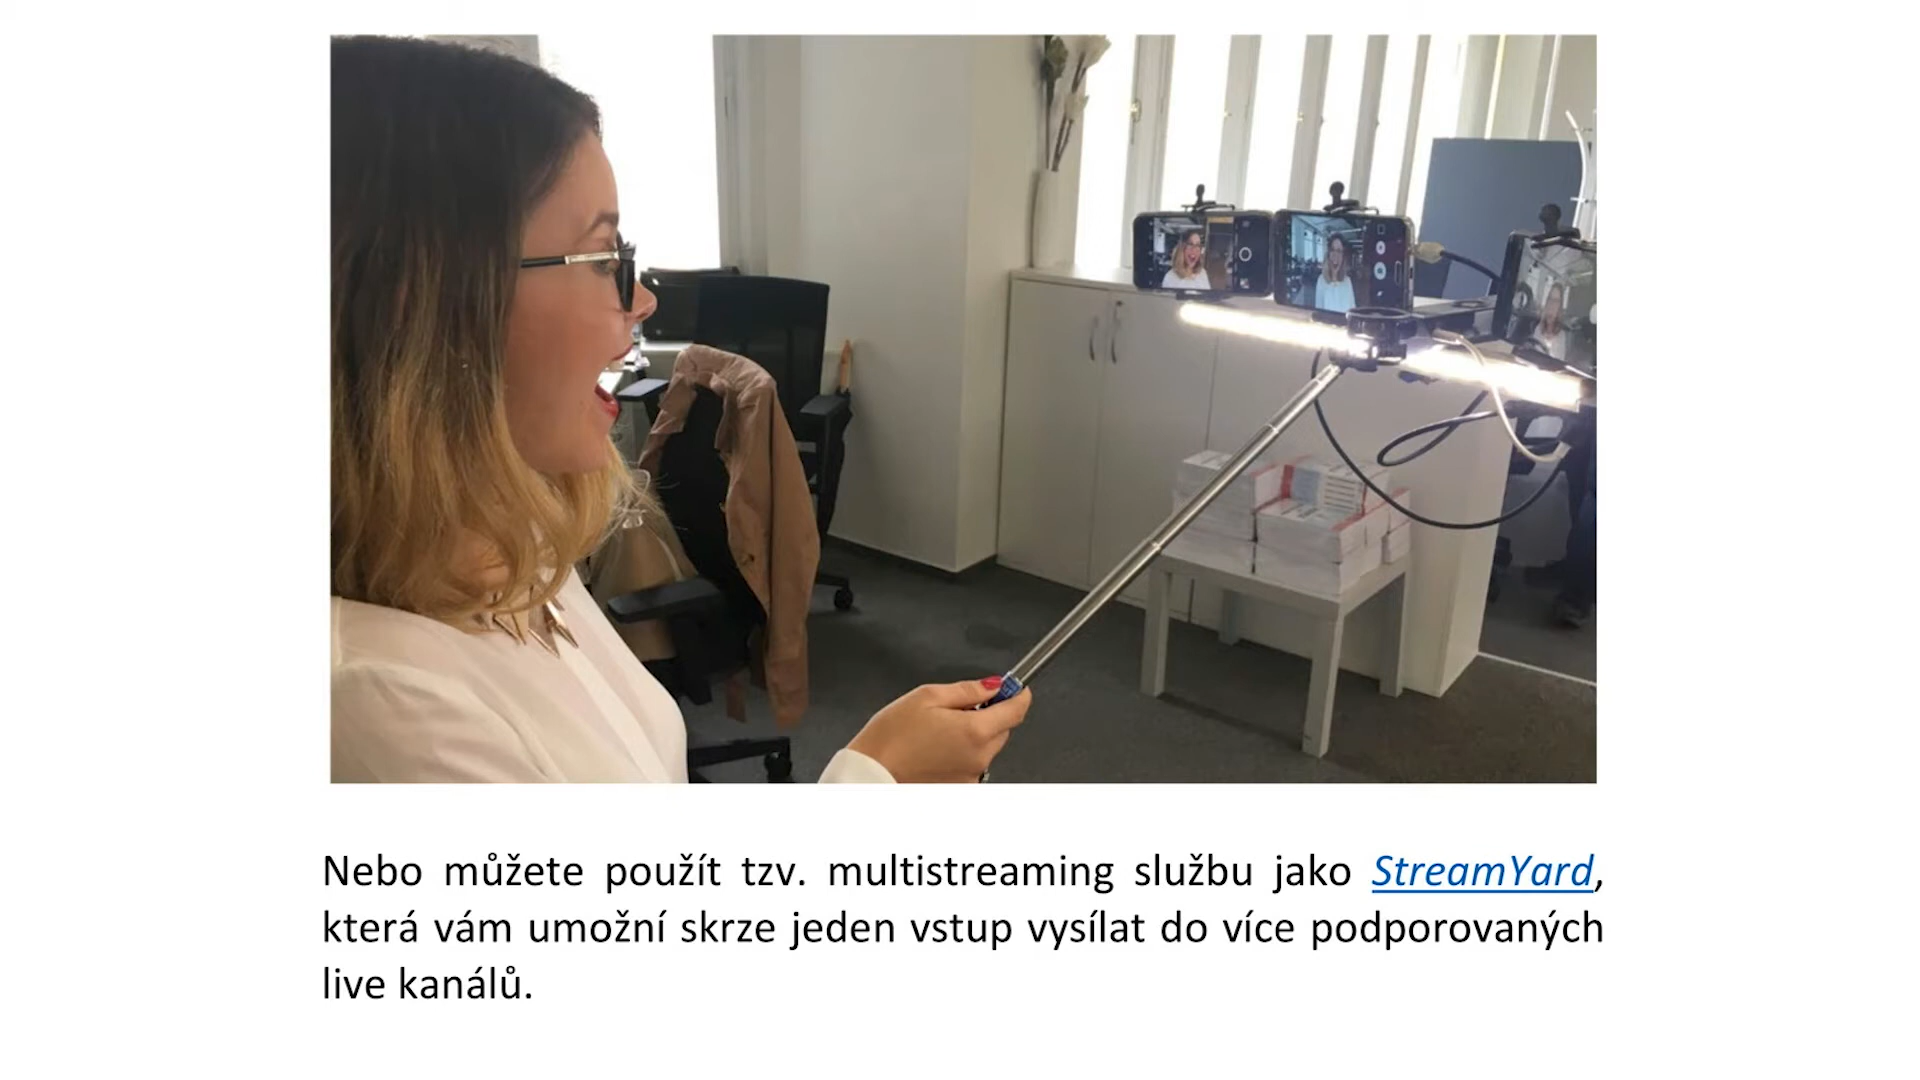 Nebo můžete použít tzv. multistreaming službu jako StreamYard,
která vám umožní skrze jeden vstup vysílat do více podporovaných
live kanálů.